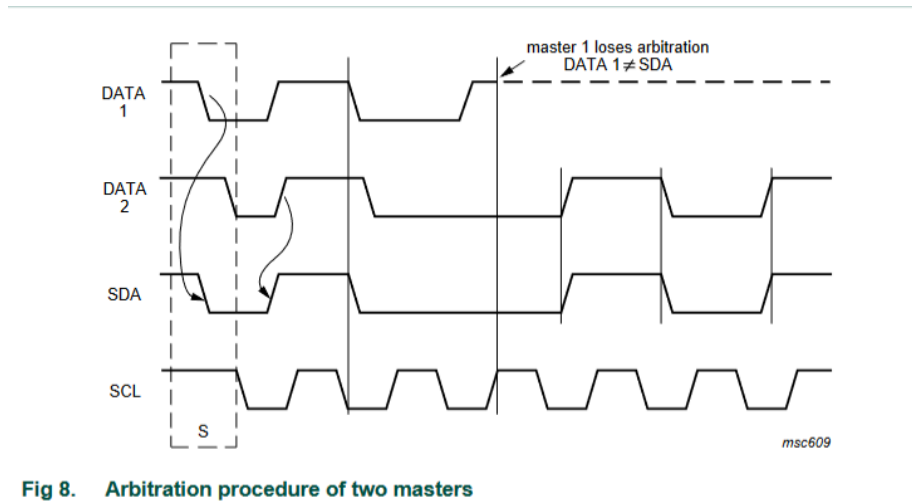 master 1 loses arbitration
DATA 1 ≠ SDA
DATA
1
DATA
2
SDA
SCL
S
msc609
Fig 8. Arbitration procedure of two masters